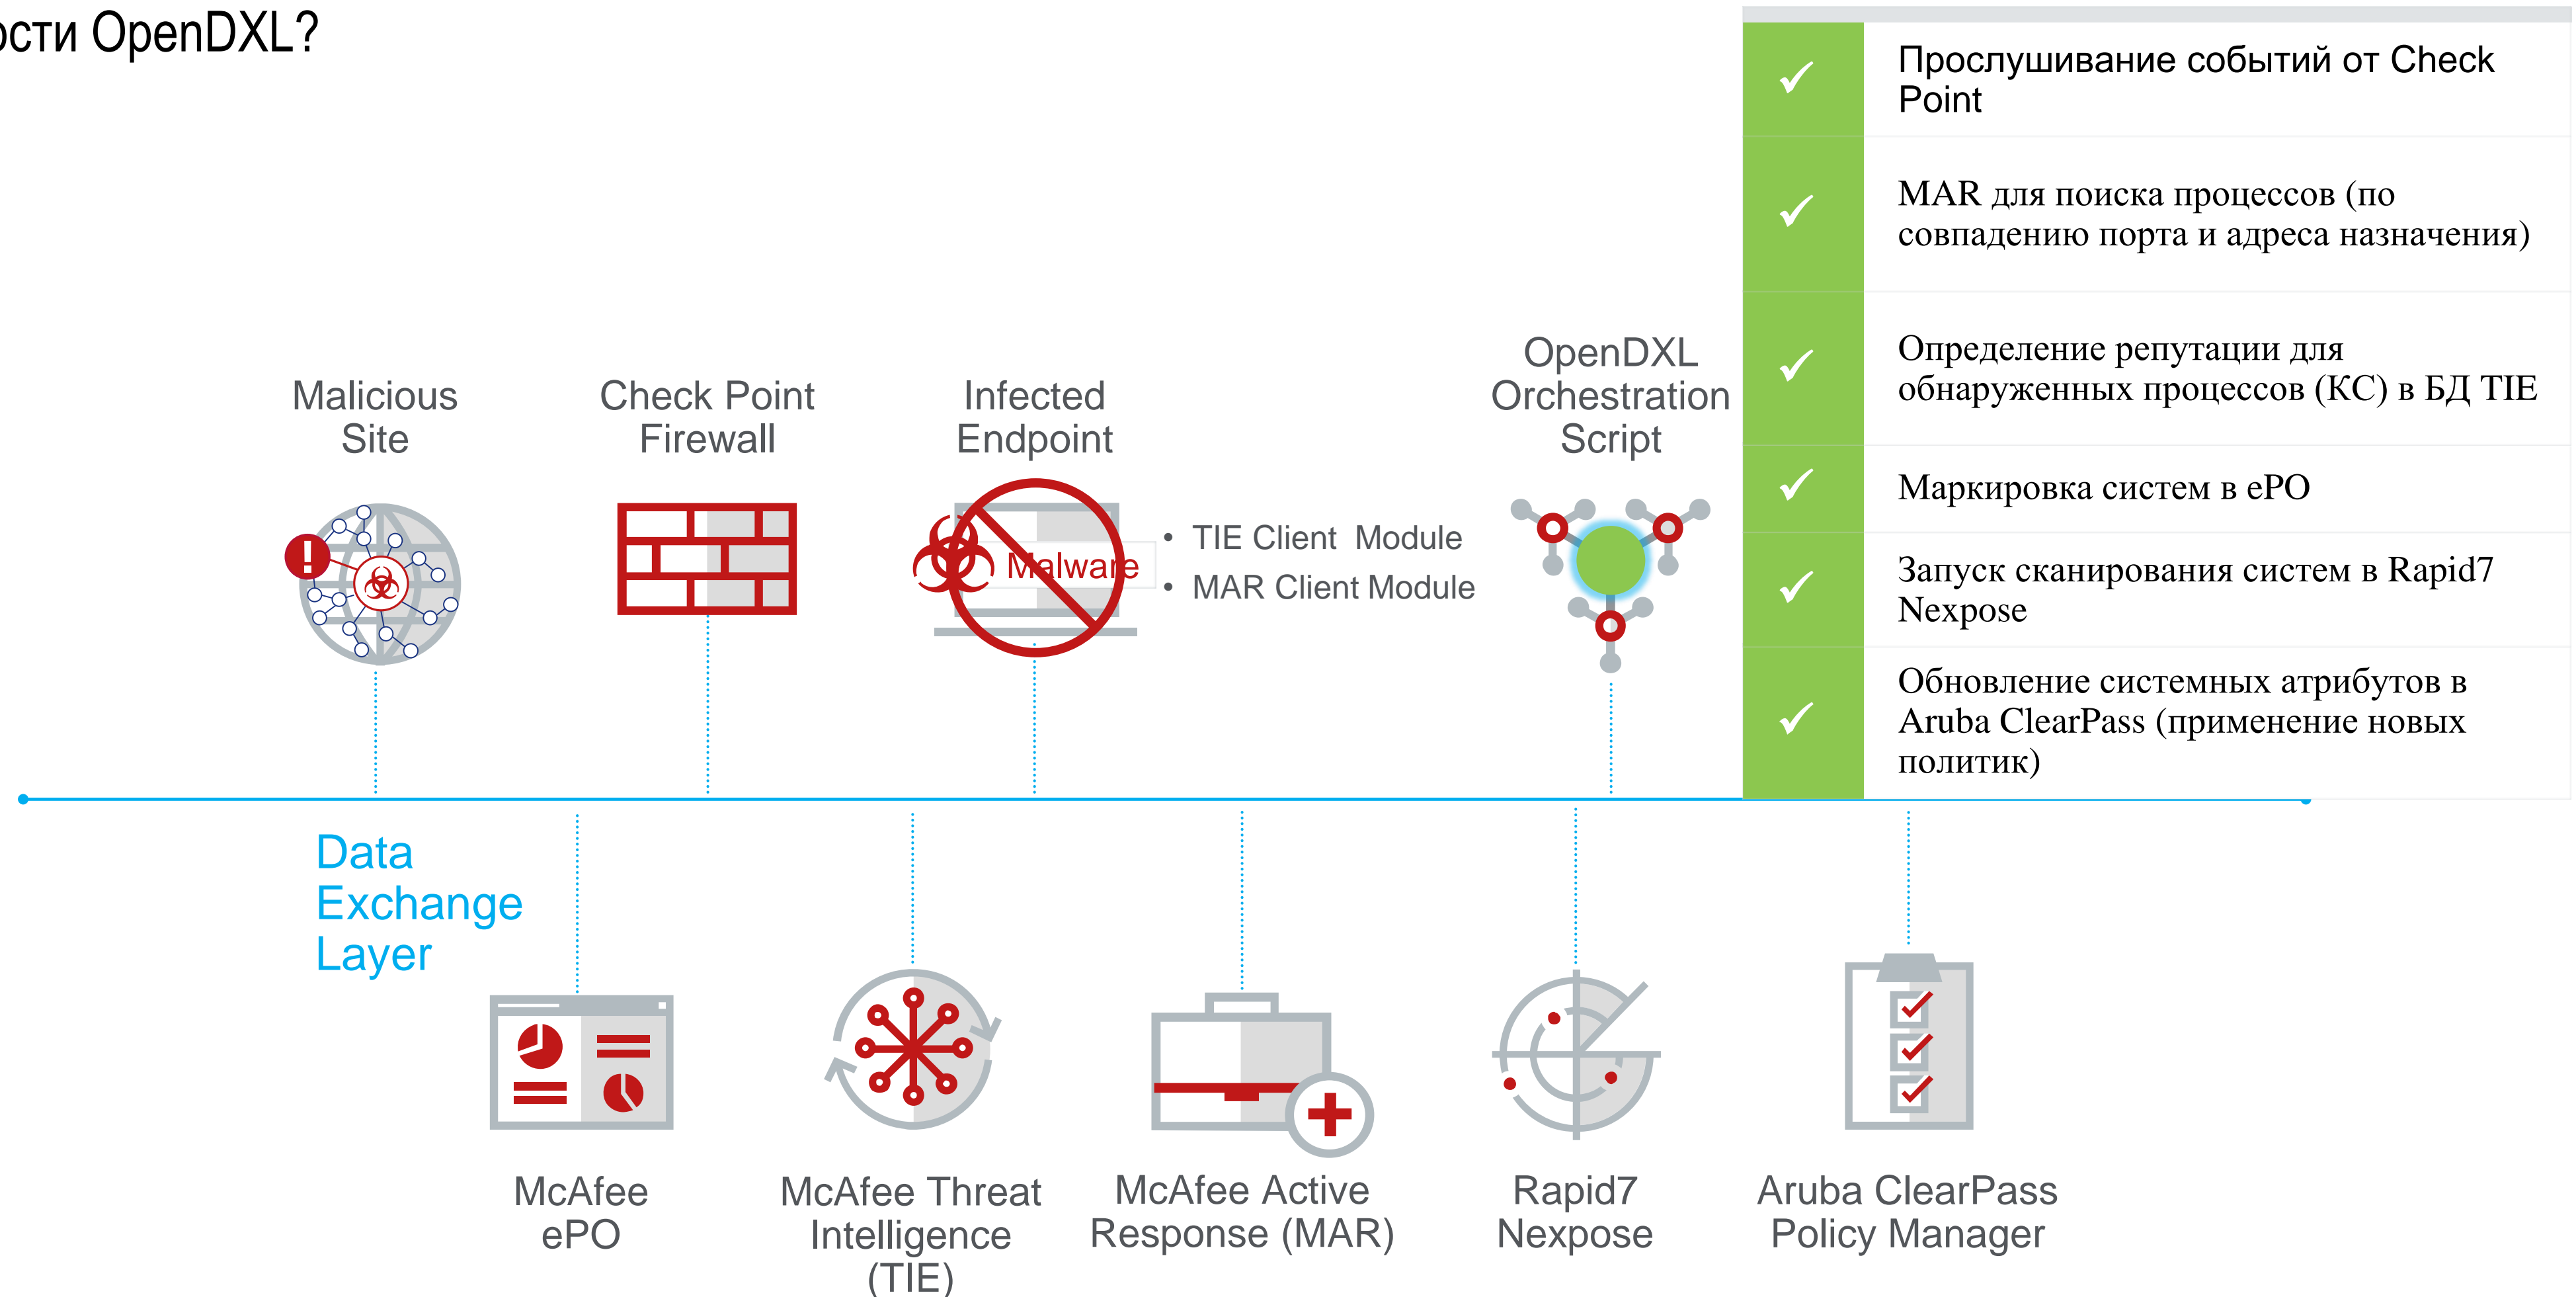 ости OpenDXL?
Прослушивание событий от Check
Point
MAR для поиска процессов (по
совпадению порта и адреса назначения)
Определение репутации для
обнаруженных процессов (КС) в БД TIE
Маркировка систем в ePO
Запуск сканирования систем в Rapid7
Nexpose
Обновление системных атрибутов в
Aruba ClearPass (применение новых
политик)
Malicious
Site
Check Point
Firewall
Infected
Endpoint
OpenDXL
Orchestration
Script
Malware
• TIE Client Module
• MAR Client Module
Data
Exchange
Layer
McAfee
ePO
McAfee Threat
Intelligence
(TIE)
McAfee Active
Response (MAR)
Rapid7
Nexpose
Aruba ClearPass
Policy Manager